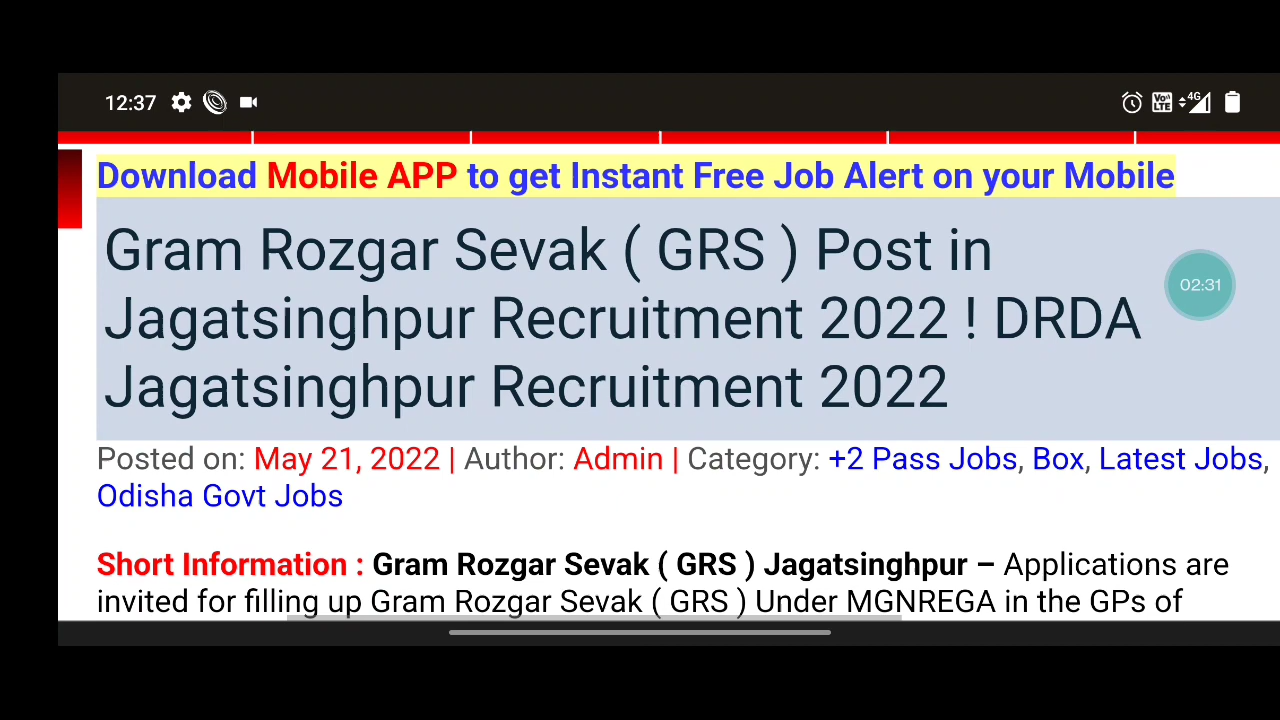 12:37
Vo)) LTE 4G
Download Mobile APP to get Instant Free Job Alert on your Mobile
Gram Rozgar Sevak ( GRS ) Post in
Jagatsinghpur Recruitment 2022 ! DRDA
Jagatsinghpur Recruitment 2022
02:31
Posted on: May 21, 2022 | Author: Admin | Category: +2 Pass Jobs, Box, Latest Jobs,
Odisha Govt Jobs
Short Information : Gram Rozgar Sevak ( GRS ) Jagatsinghpur – Applications are
invited for filling up Gram Rozgar Sevak ( GRS ) Under MGNREGA in the GPs of